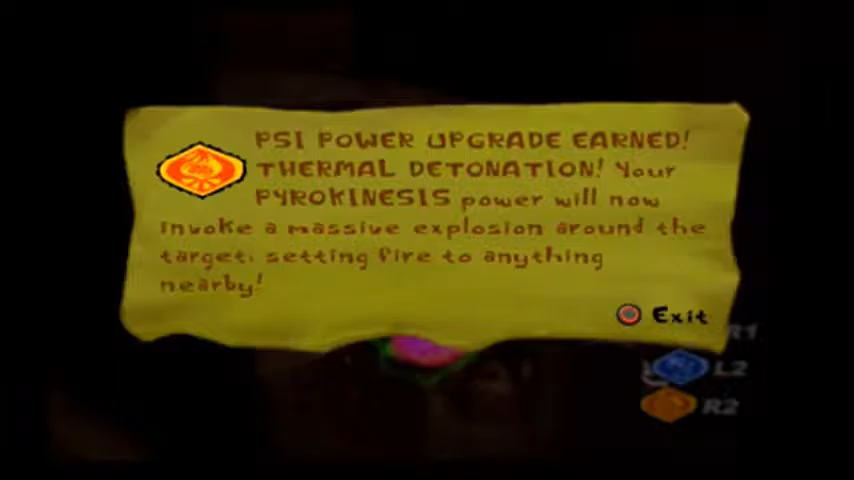 PSI POWER UPGRADE EARNED!
THERMAL DETONATION! Your
PYROKINESIS power will now
invoke a massive explosion around the
target, setting fire to anything
nearby!
Exit
R1
L2
R2